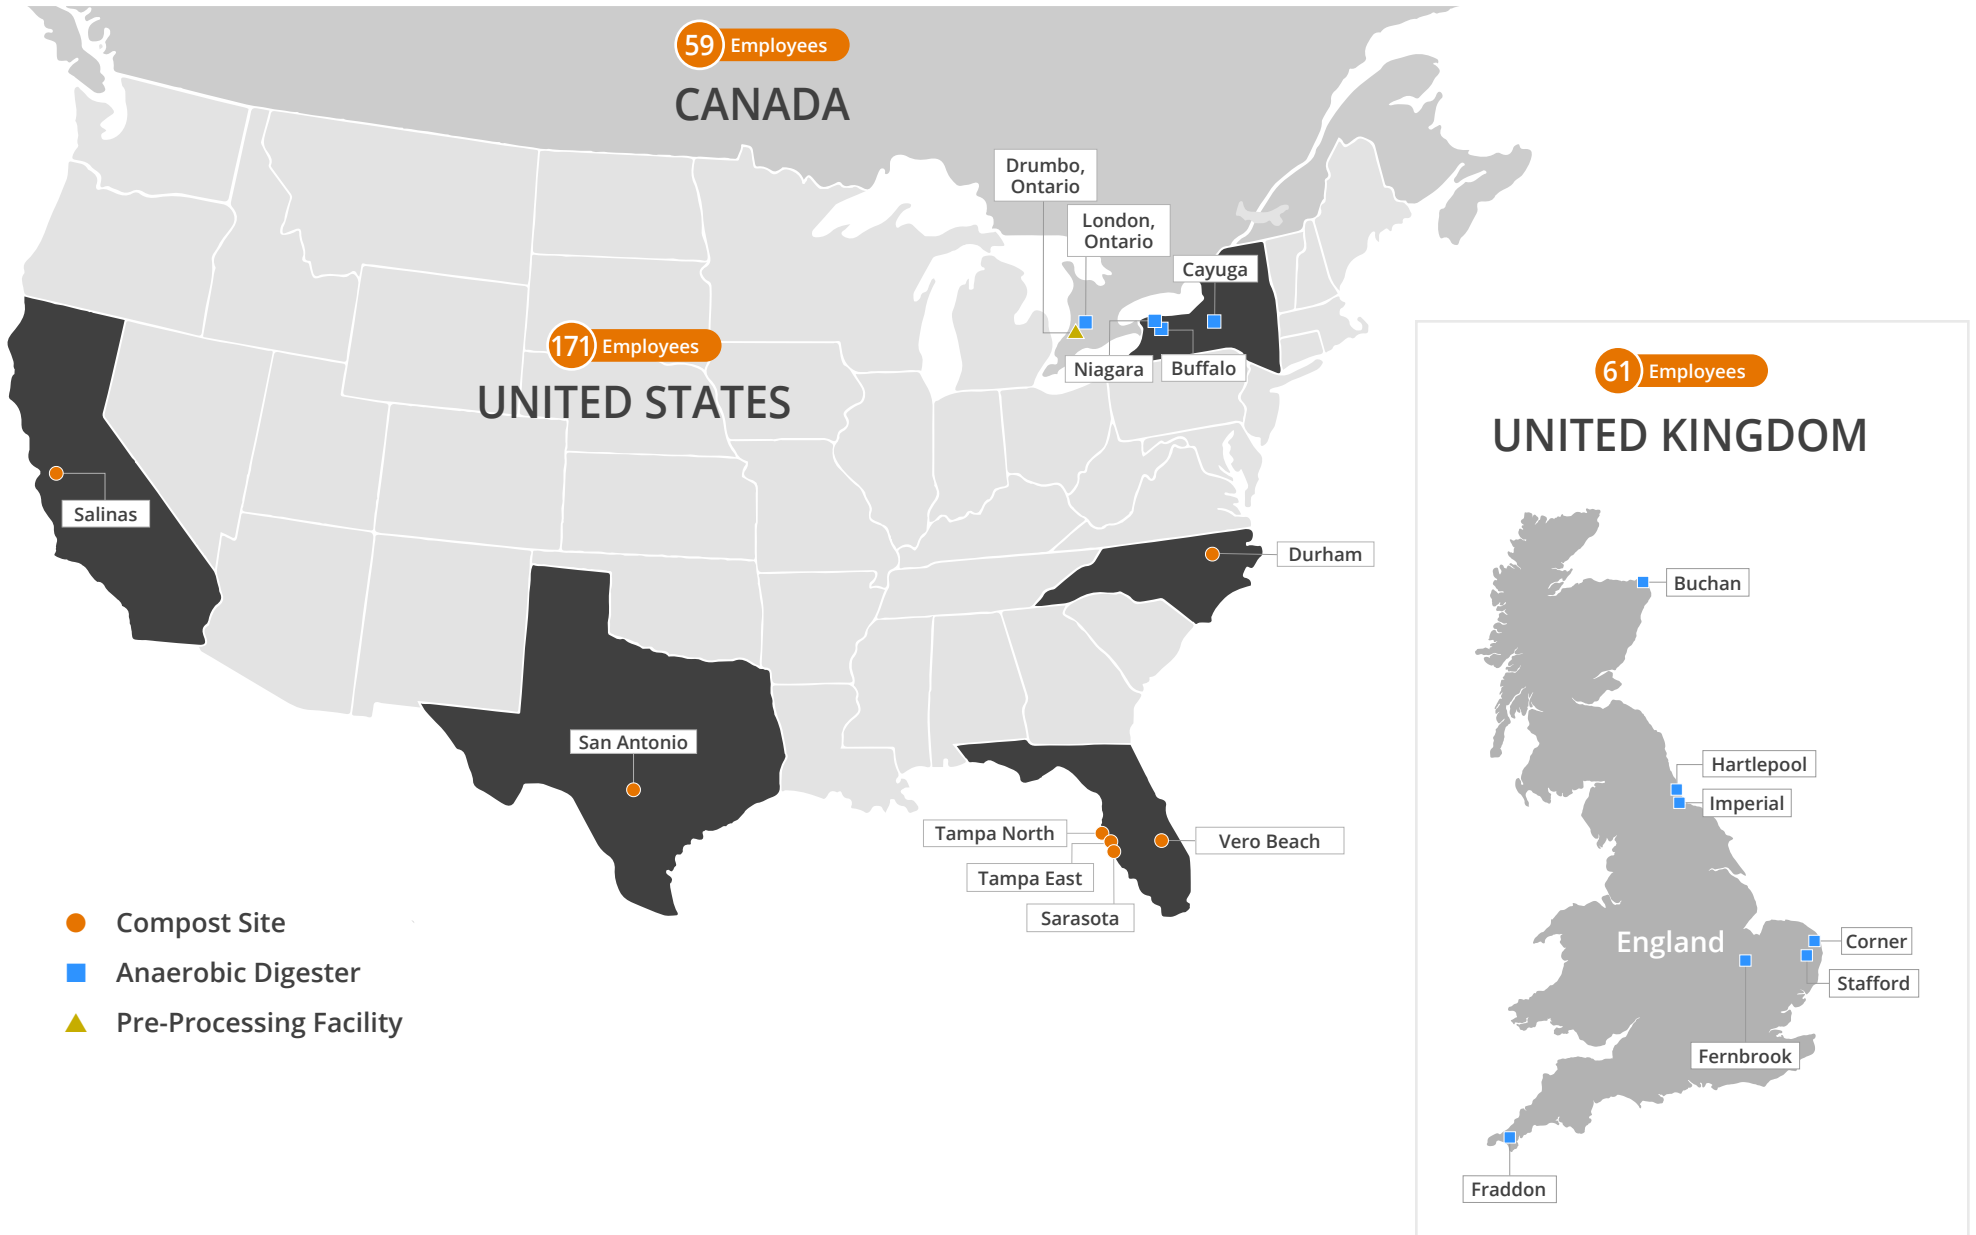 59 Employees
CANADA
Drumbo,
Ontario
London,
Ontario
Cayuga
Niagara
Buffalo
171 Employees
UNITED STATES
Salinas
Durham
San Antonio
Tampa North
Tampa East
Sarasota
Vero Beach
Compost Site
Anaerobic Digester
Pre-Processing Facility
61 Employees
UNITED KINGDOM
Buchan
Hartlepool
Imperial
England
Corner
Stafford
Fernbrook
Fraddon